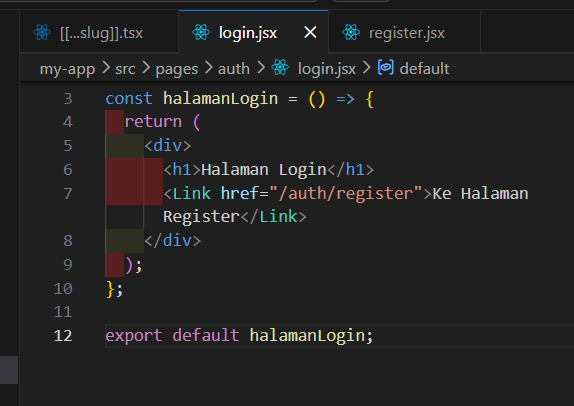 [[...slug]].tsx login.jsx × register.jsx
my-app > src > pages > auth > login.jsx > default
3 const halamanLogin = () => {
4 return (
5 <div>
6 <h1>Halaman Login</h1>
7 <Link href="/auth/register">Ke Halaman
Register</Link>
8 </div>
9 );
10 };
11
12 export default halamanLogin;